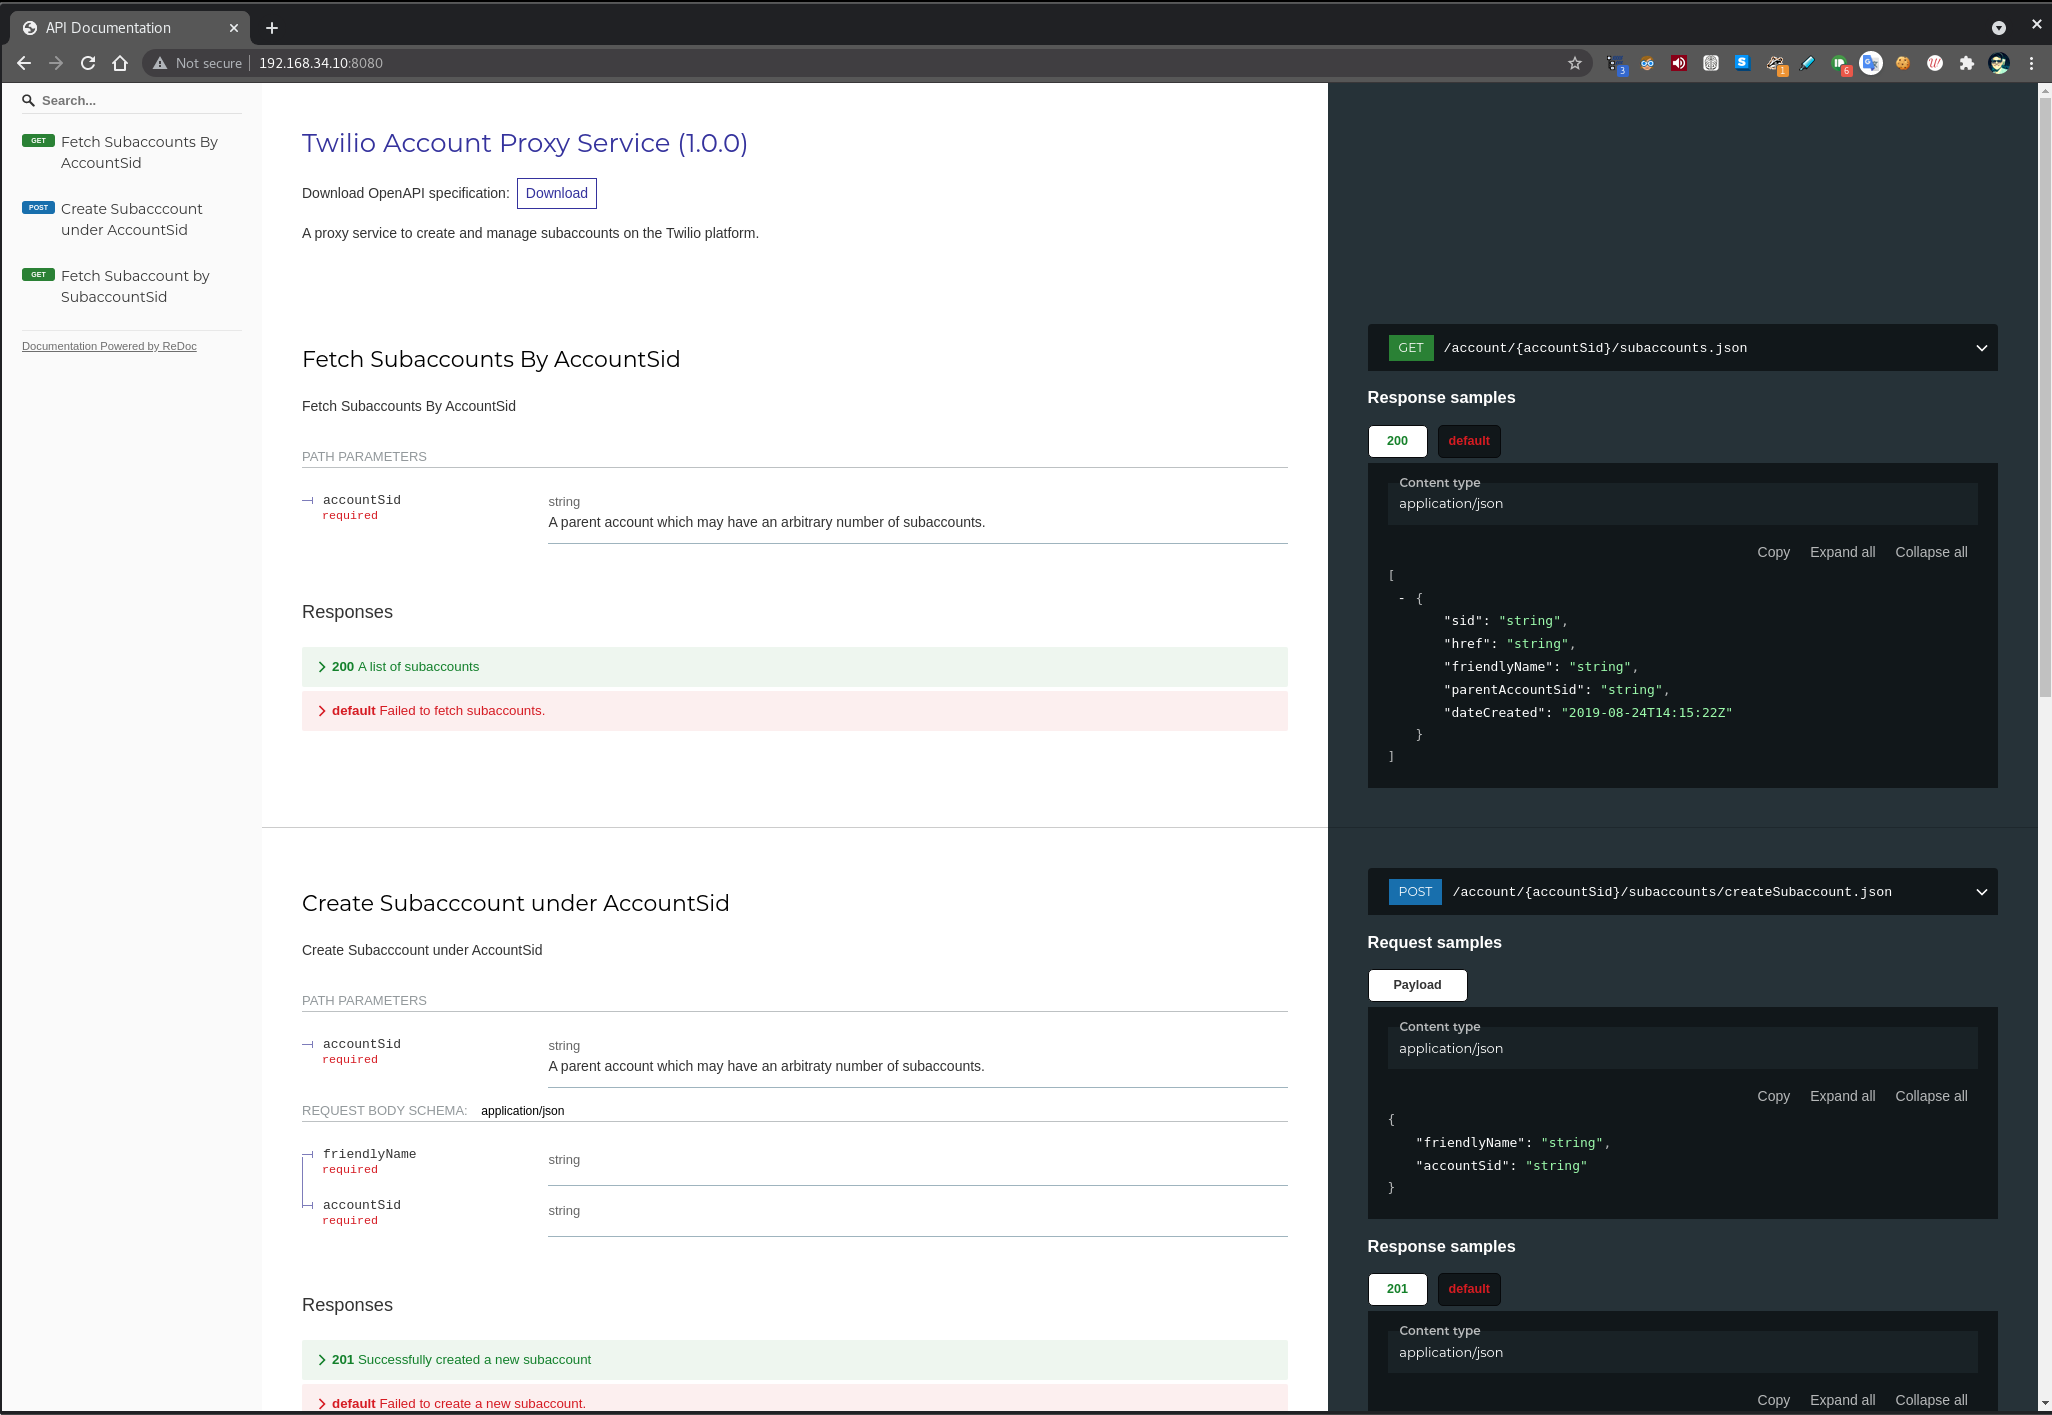 API Documentation
Not secure
192.168.34.10:8080
3
1
6
Search...
GET Fetch Subaccounts By
AccountSid
POST Create Subacccount
under AccountSid
GET Fetch Subaccount by
SubaccountSid
Documentation Powered by ReDoc
Twilio Account Proxy Service (1.0.0)
Download OpenAPI specification: Download
A proxy service to create and manage subaccounts on the Twilio platform.
Fetch Subaccounts By AccountSid
Fetch Subaccounts By AccountSid
PATH PARAMETERS
accountSid
required
string
A parent account which may have an arbitrary number of subaccounts.
Responses
200 A list of subaccounts
default Failed to fetch subaccounts.
GET /account/{accountSid}/subaccounts.json
Response samples
200 default
Content type
application/json
Copy Expand all Collapse all
[
- {
"sid": "string",
"href": "string",
"friendlyName": "string",
"parentAccountSid": "string",
"dateCreated": "2019-08-24T14:15:22Z"
}
]
Create Subacccount under AccountSid
Create Subacccount under AccountSid
PATH PARAMETERS
accountSid
required
string
A parent account which may have an arbitraty number of subaccounts.
REQUEST BODY SCHEMA: application/json
friendlyName
required
string
accountSid
required
string
Responses
201 Successfully created a new subaccount
default Failed to create a new subaccount.
POST /account/{accountSid}/subaccounts/createSubaccount.json
Request samples
Payload
Content type
application/json
Copy Expand all Collapse all
{
"friendlyName": "string",
"accountSid": "string"
}
Response samples
201 default
Content type
application/json
Copy Expand all Collapse all